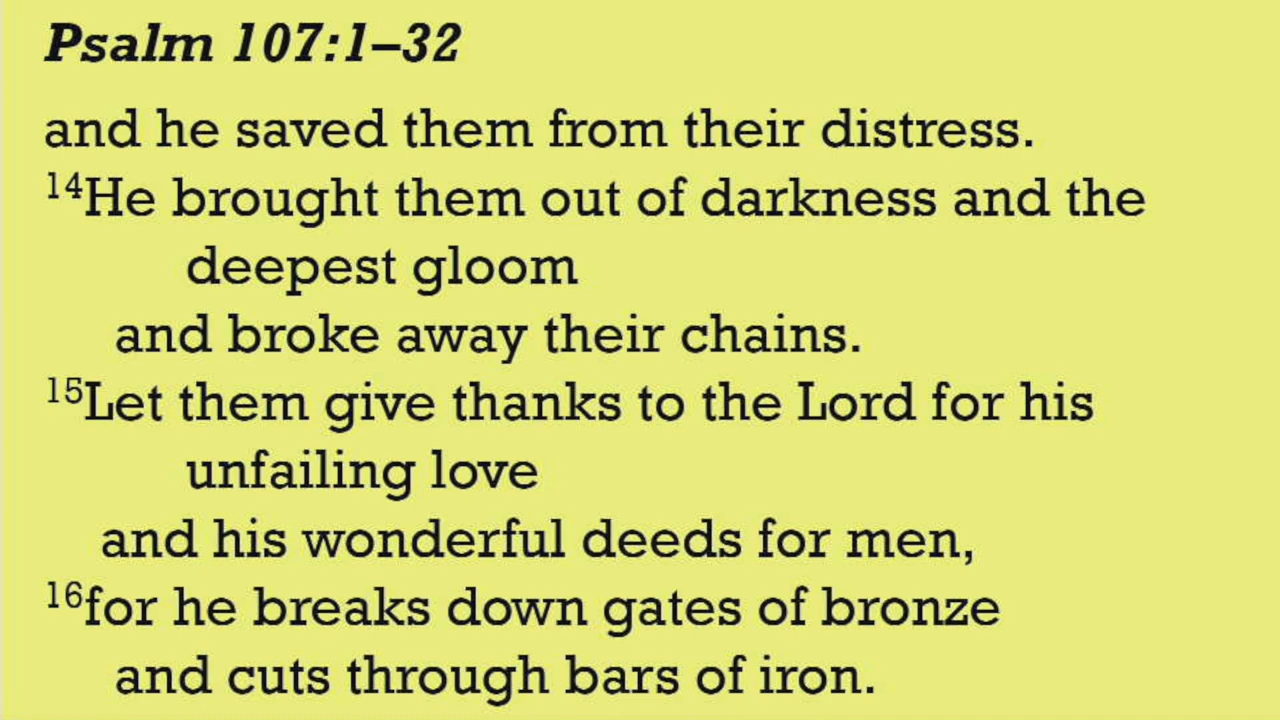 Psalm 107:1–32
and he saved them from their distress.
14He brought them out of darkness and the
deepest gloom
and broke away their chains.
15Let them give thanks to the Lord for his
unfailing love
and his wonderful deeds for men,
16for he breaks down gates of bronze
and cuts through bars of iron.